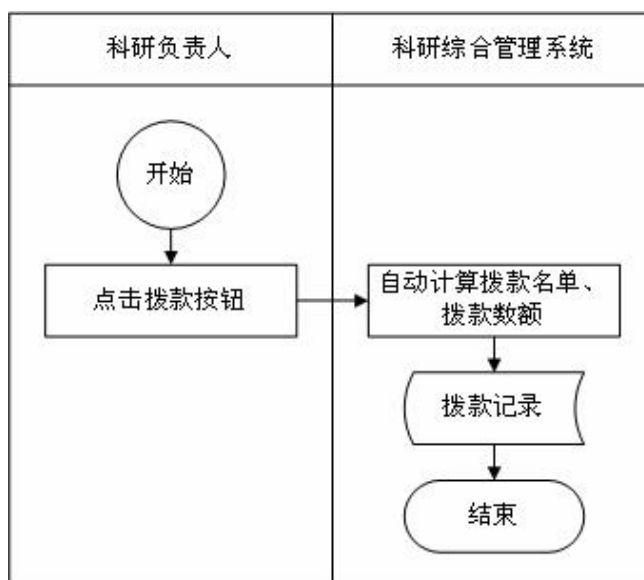 科研负责人
科研综合管理系统
开始
点击拨款按钮
自动计算拨款名单、
拨款数额
拨款记录
结束